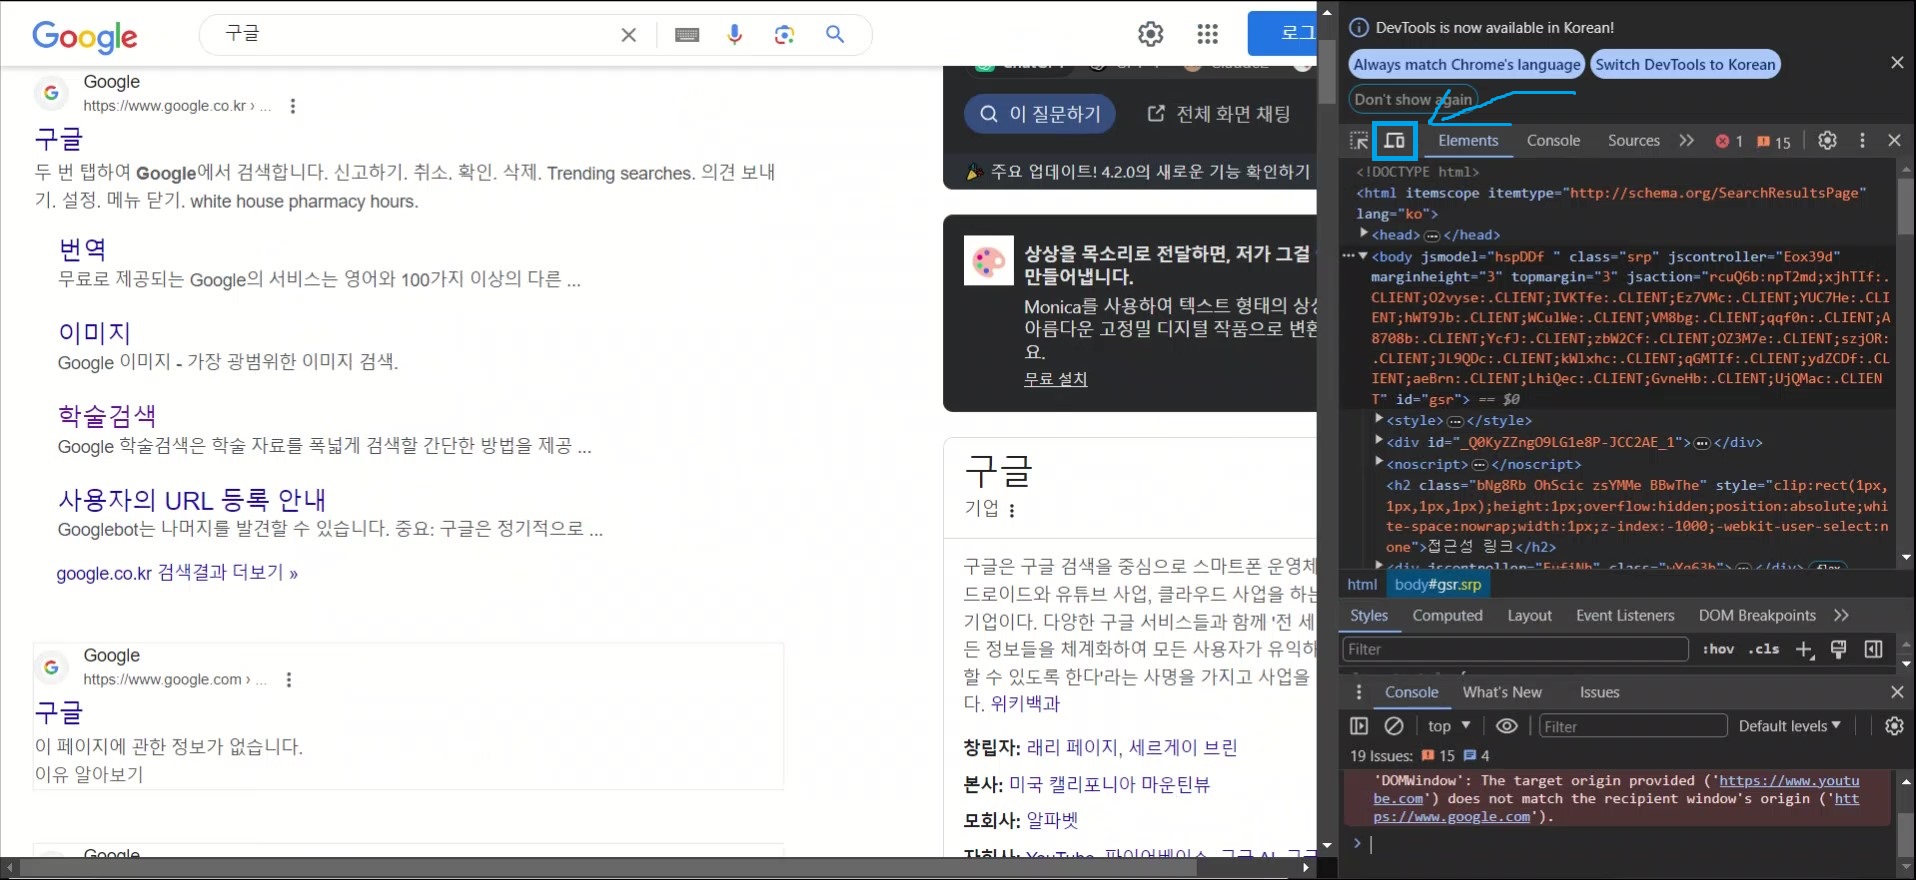 Google
구글
로그
Google
https://www.google.co.kr › ...
구글
두 번 탭하여 Google에서 검색합니다. 신고하기. 취소. 확인. 삭제. Trending searches. 의견 보내
기. 설정. 메뉴 닫기. white house pharmacy hours.
번역
무료로 제공되는 Google의 서비스는 영어와 100가지 이상의 다른 ...
이미지
Google 이미지 - 가장 광범위한 이미지 검색.
학술검색
Google 학술검색은 학술 자료를 폭넓게 검색할 간단한 방법을 제공 ...
사용자의 URL 등록 안내
Googlebot는 나머지를 발견할 수 있습니다. 중요: 구글은 정기적으로 ...
google.co.kr 검색결과 더보기 »
Google
https://www.google.com › ...
구글
이 페이지에 관한 정보가 없습니다.
이유 알아보기
Google
이 질문하기
전체 화면 채팅
주요 업데이트! 4.2.0의 새로운 기능 확인하기
상상을 목소리로 전달하면, 저가 그걸
만들어냅니다.
Monica를 사용하여 텍스트 형태의 상상
아름다운 고정밀 디지털 작품으로 변환
요.
무료 설치
구글
기업
구글은 구글 검색을 중심으로 스마트폰 운영체
드로이드와 유튜브 사업, 클라우드 사업을 하는
기업이다. 다양한 구글 서비스들과 함께 '전 세
든 정보들을 체계화하여 모든 사용자가 유익하
할 수 있도록 한다'라는 사명을 가지고 사업을
다. 위키백과
창립자: 래리 페이지, 세르게이 브린
본사: 미국 캘리포니아 마운틴뷰
모회사: 알파벳
자회사: YouTube, 파이어베이스, 구글 AI, 구글
DevTools is now available in Korean!
Always match Chrome's language
Switch DevTools to Korean
Don't show again
Elements Console Sources 1 15
<!DOCTYPE html>
<html itemscope itemtype="http://schema.org/SearchResultsPage"
lang="ko">
<head>…</head>
<body jsmodel="hspDDf " class="srp" jscontroller="Eox39d"
marginheight="3" topmargin="3" jsaction="rcuQ6b:npT2md;xjhTIf:.
CLIENT;O2vyse:.CLIENT;IVKTfe:.CLIENT;Ez7VMc:.CLIENT;YUC7He:.CLI
ENT;hWT9Jb:.CLIENT;WCulWe:.CLIENT;VM8bg:.CLIENT;qqf0n:.CLIENT;A
8708b:.CLIENT;YcfJ:.CLIENT;zbW2Cf:.CLIENT;OZ3M7e:.CLIENT;szjOR:
.CLIENT;JL9QDc:.CLIENT;kWlxhc:.CLIENT;qGMTIf:.CLIENT;ydZCDf:.CL
IENT;aeBrn:.CLIENT;LhiQec:.CLIENT;GvneHb:.CLIENT;UjQMac:.CLIEN
T" id="gsr"> == $0
<style>…</style>
<div id="_Q0KyZZngO9LG1e8P-JCC2AE_1">…</div>
<noscript>…</noscript>
<h2 class="bNg8Rb OhScic zsYMMe BBwThe" style="clip:rect(1px,
1px,1px,1px);height:1px;overflow:hidden;position:absolute;whi
te-space:nowrap;width:1px;z-index:-1000;-webkit-user-select:n
one">접근성 링크</h2>
html body#gsr.srp
Styles Computed Layout Event Listeners DOM Breakpoints
Filter :hov .cls
Console What's New Issues
top Filter Default levels
19 Issues: 15 4
'DOMWindow': The target origin provided ('https://www.youtu
be.com') does not match the recipient window's origin ('htt
ps://www.google.com').